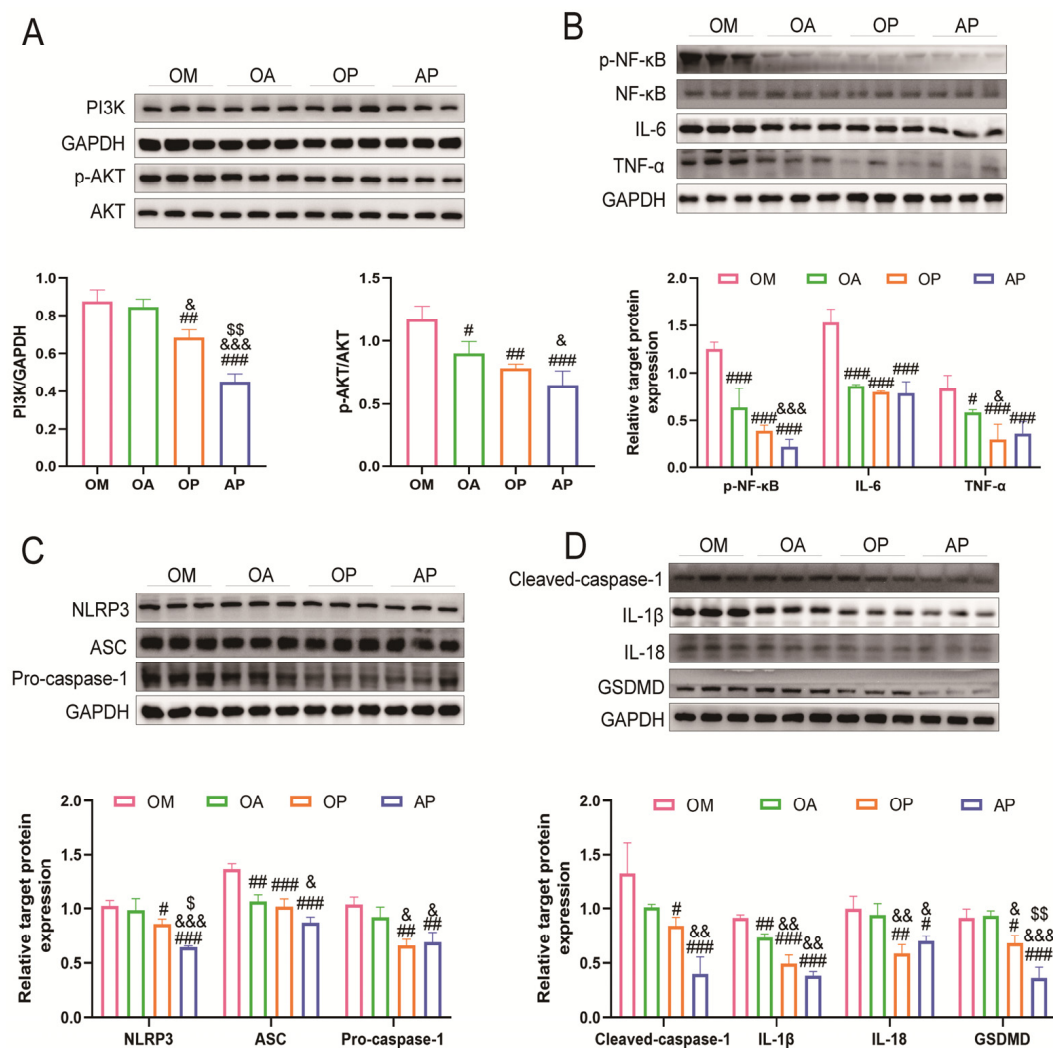 A
OM OA OP AP
PI3K
GAPDH
p-AKT
AKT
B
OM OA OP AP
p-NF-κB
NF-κB
IL-6
TNF-α
GAPDH
PI3K/GAPDH
1.0
0.8
0.6
0.4
0.2
0.0
&
##
$$
&&&
###
OM OA OP AP
p-AKT/AKT
1.5
1.0
0.5
0.0
#
##
&
###
OM OA OP AP
Relative target protein
expression
2.0
1.5
1.0
0.5
0.0
OM OA OP AP
###
###
&&&
###
###
###
###
#
&
###
###
p-NF-κB IL-6 TNF-α
C
OM OA OP AP
NLRP3
ASC
Pro-caspase-1
GAPDH
D
OM OA OP AP
Cleaved-caspase-1
IL-1β
IL-18
GSDMD
GAPDH
Relative target protein
expression
2.0
1.5
1.0
0.5
0.0
OM OA OP AP
#
$
&&&
###
##
###
&
###
&
##
&
##
NLRP3 ASC Pro-caspase-1
Relative target protein
expression
2.0
1.5
1.0
0.5
0.0
OM OA OP AP
#
&&
###
##
&&
###
&&
###
&&
##
&
#
&
#
$$
&&&
###
Cleaved-caspase-1 IL-1β IL-18 GSDMD